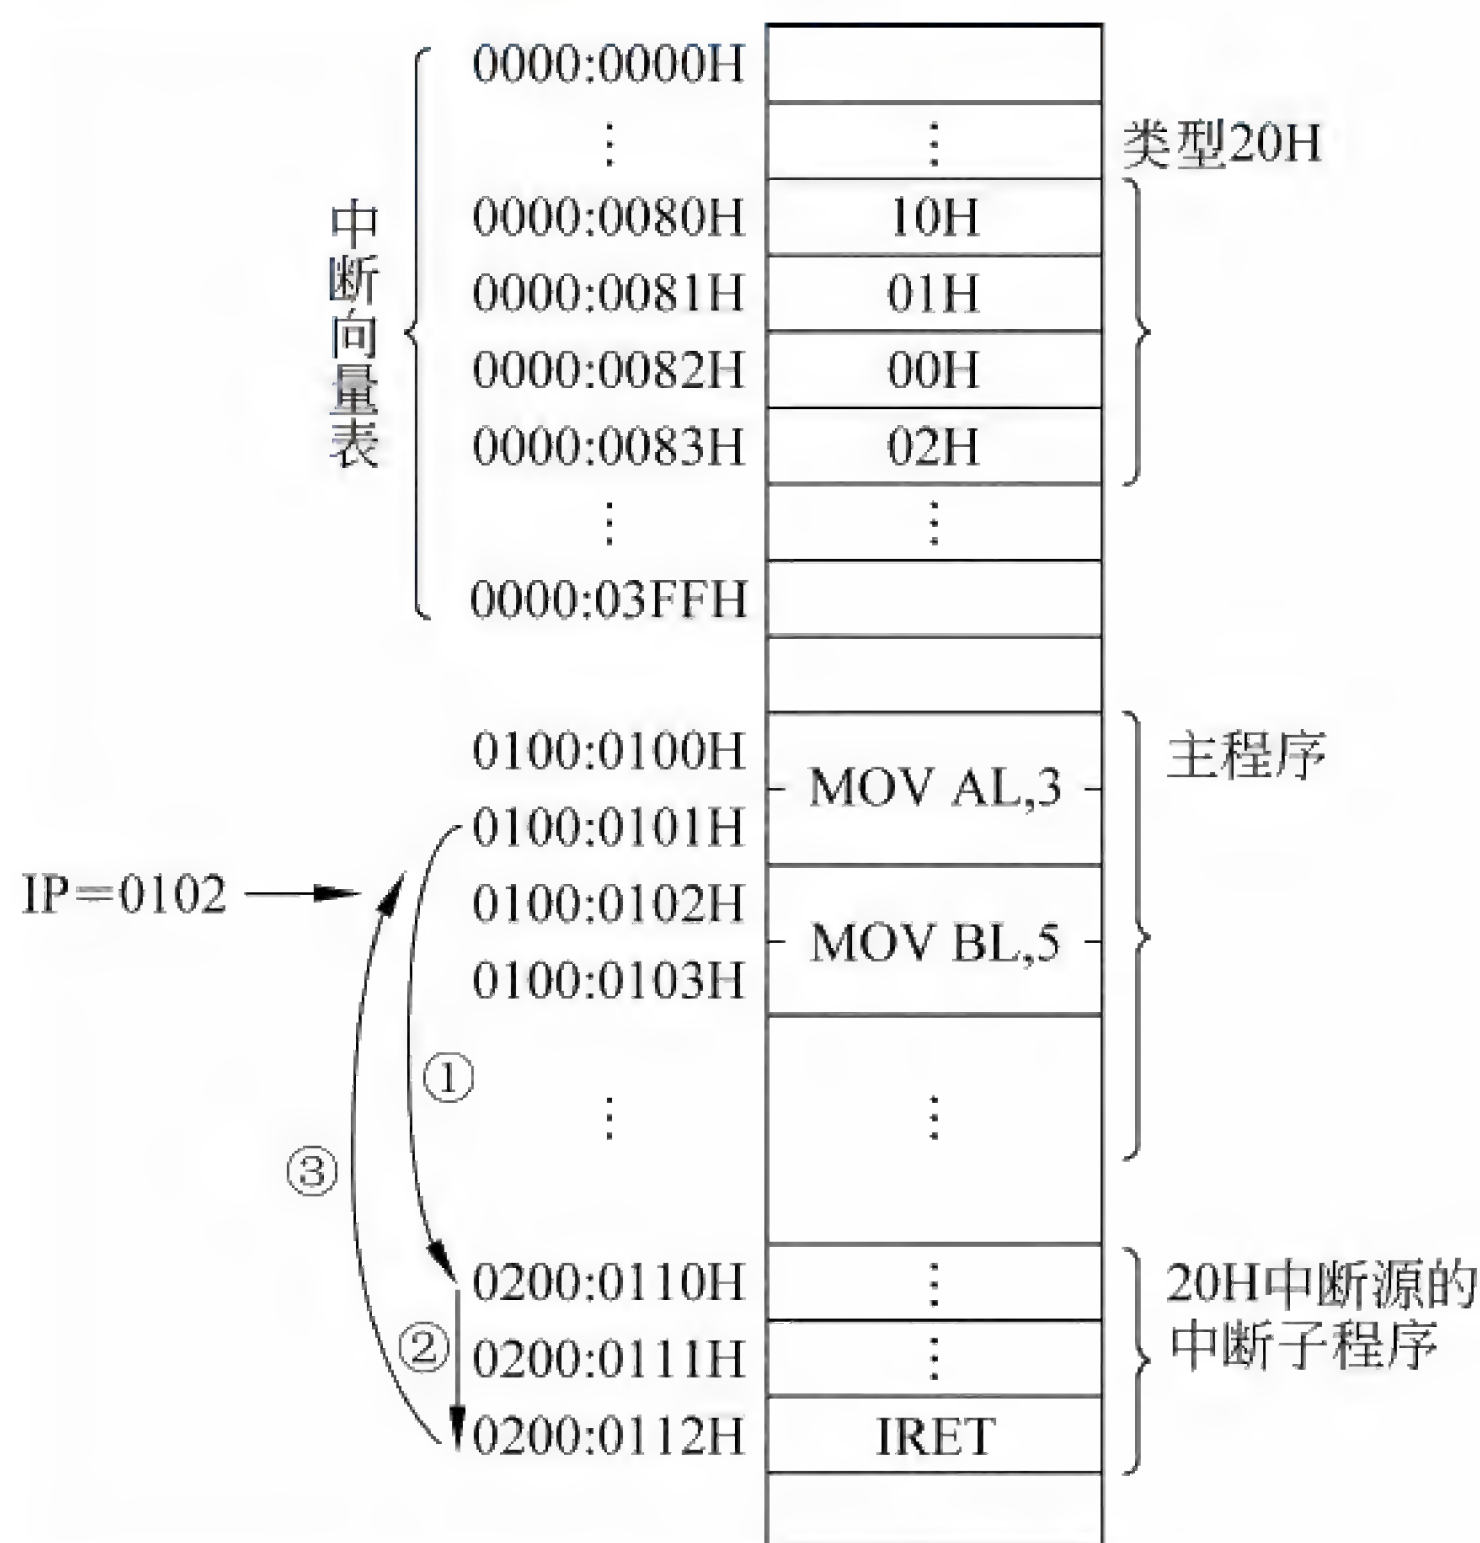 0000:0000H
⋮ ⋮ 类型20H
0000:0080H 10H
0000:0081H 01H
0000:0082H 00H
0000:0083H 02H
中断向量表
⋮ ⋮
0000:03FFH
0100:0100H
MOV AL,3
主程序
0100:0101H
IP=0102
0100:0102H
MOV BL,5
0100:0103H
①
⋮ ⋮
③
0200:0110H ⋮
20H中断源的
中断子程序
②
0200:0111H ⋮
0200:0112H IRET